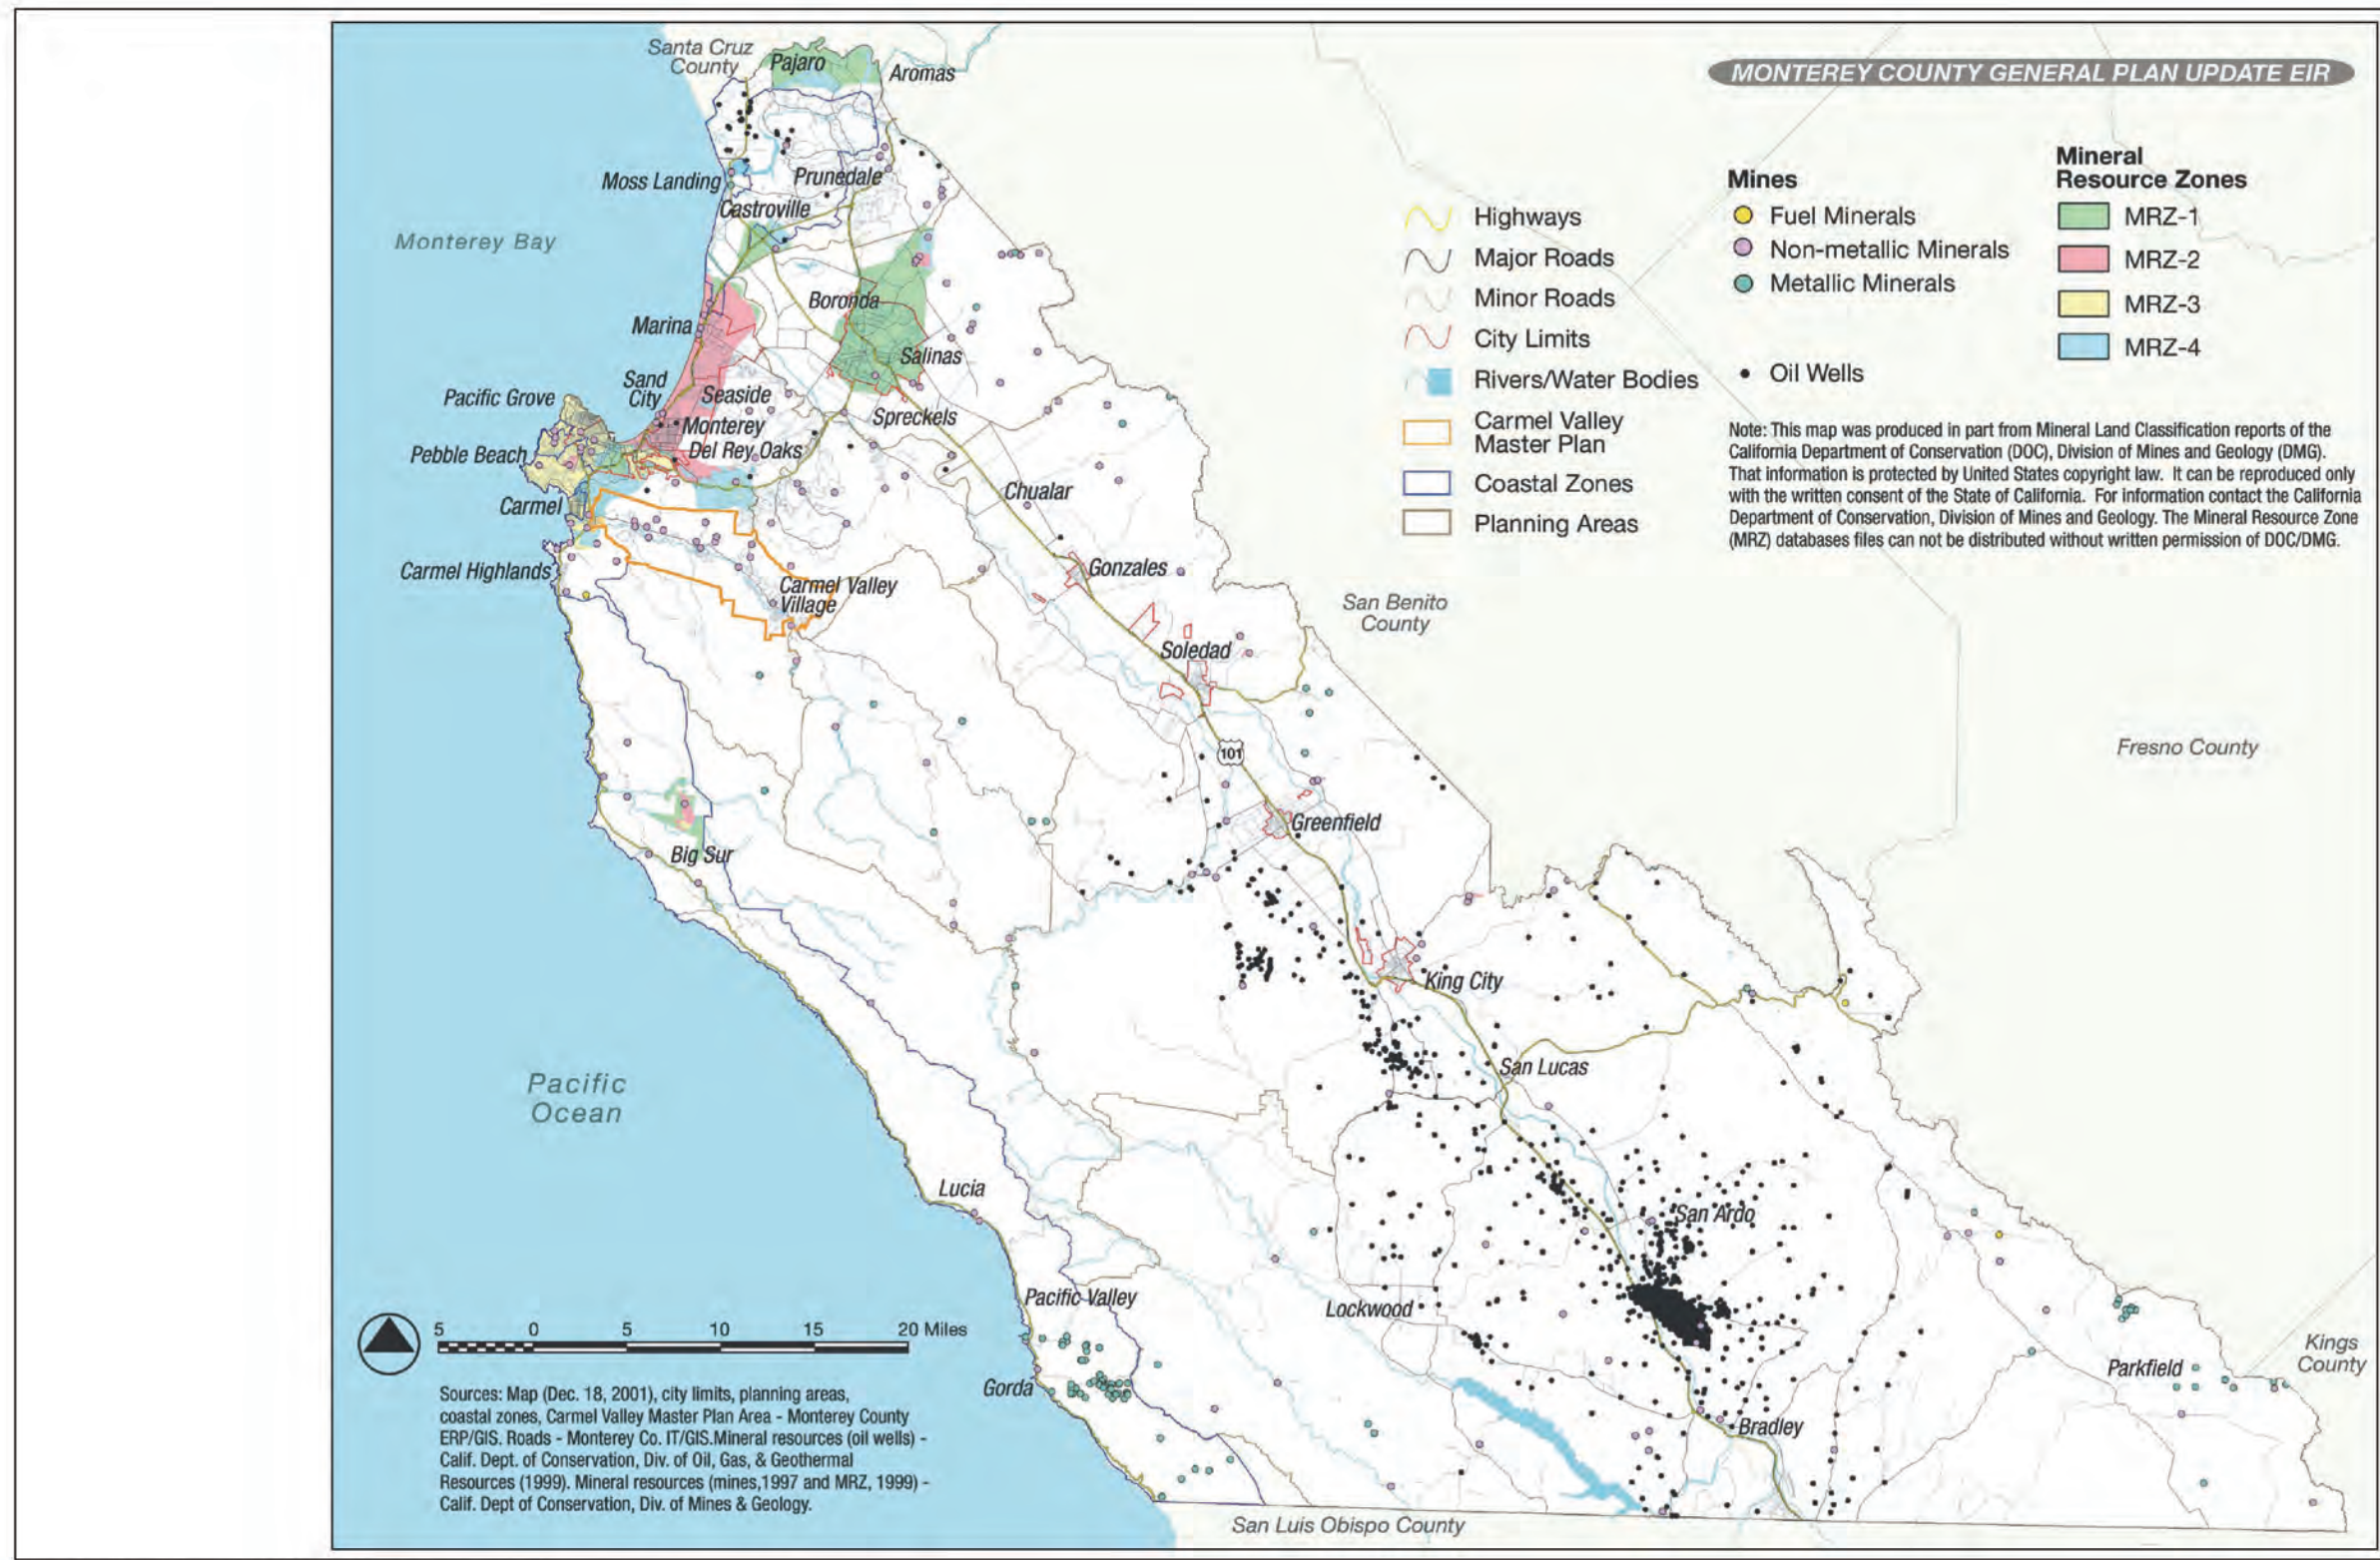 MONTEREY COUNTY GENERAL PLAN UPDATE EIR
Highways
Major Roads
Minor Roads
City Limits
Rivers/Water Bodies
Carmel Valley
Master Plan
Coastal Zones
Planning Areas
Mines
Fuel Minerals
Non-metallic Minerals
Metallic Minerals
Oil Wells
Mineral
Resource Zones
MRZ-1
MRZ-2
MRZ-3
MRZ-4
Note: This map was produced in part from Mineral Land Classification reports of the
California Department of Conservation (DOC), Division of Mines and Geology (DMG).
That information is protected by United States copyright law. It can be reproduced only
with the written consent of the State of California. For information contact the California
Department of Conservation, Division of Mines and Geology. The Mineral Resource Zone
(MRZ) databases files can not be distributed without written permission of DOC/DMG.
Santa Cruz
County
Pajaro
Aromas
Moss Landing
Prunedale
Castroville
Monterey Bay
Boronda
Marina
Salinas
Sand
City
Seaside
Pacific Grove
Spreckels
Monterey
Pebble Beach
Del Rey Oaks
Carmel
Chualar
Carmel Highlands
Gonzales
Carmel Valley
Village
San Benito
County
Soledad
101
Fresno County
Greenfield
Big Sur
King City
San Lucas
Pacific
Ocean
Lucia
San Ardo
Pacific Valley
Lockwood
Gorda
Parkfield
Kings
County
Bradley
San Luis Obispo County
5 0 5 10 15 20 Miles
Sources: Map (Dec. 18, 2001), city limits, planning areas,
coastal zones, Carmel Valley Master Plan Area - Monterey County
ERP/GIS. Roads - Monterey Co. IT/GIS.Mineral resources (oil wells) -
Calif. Dept. of Conservation, Div. of Oil, Gas, & Geothermal
Resources (1999). Mineral resources (mines,1997 and MRZ, 1999) -
Calif. Dept of Conservation, Div. of Mines & Geology.